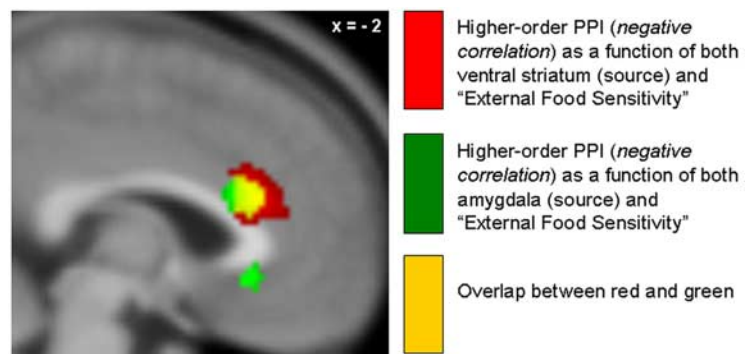 x = - 2
Higher-order PPI (negative
correlation) as a function of both
ventral striatum (source) and
“External Food Sensitivity”
Higher-order PPI (negative
correlation) as a function of both
amygdala (source) and
“External Food Sensitivity”
Overlap between red and green